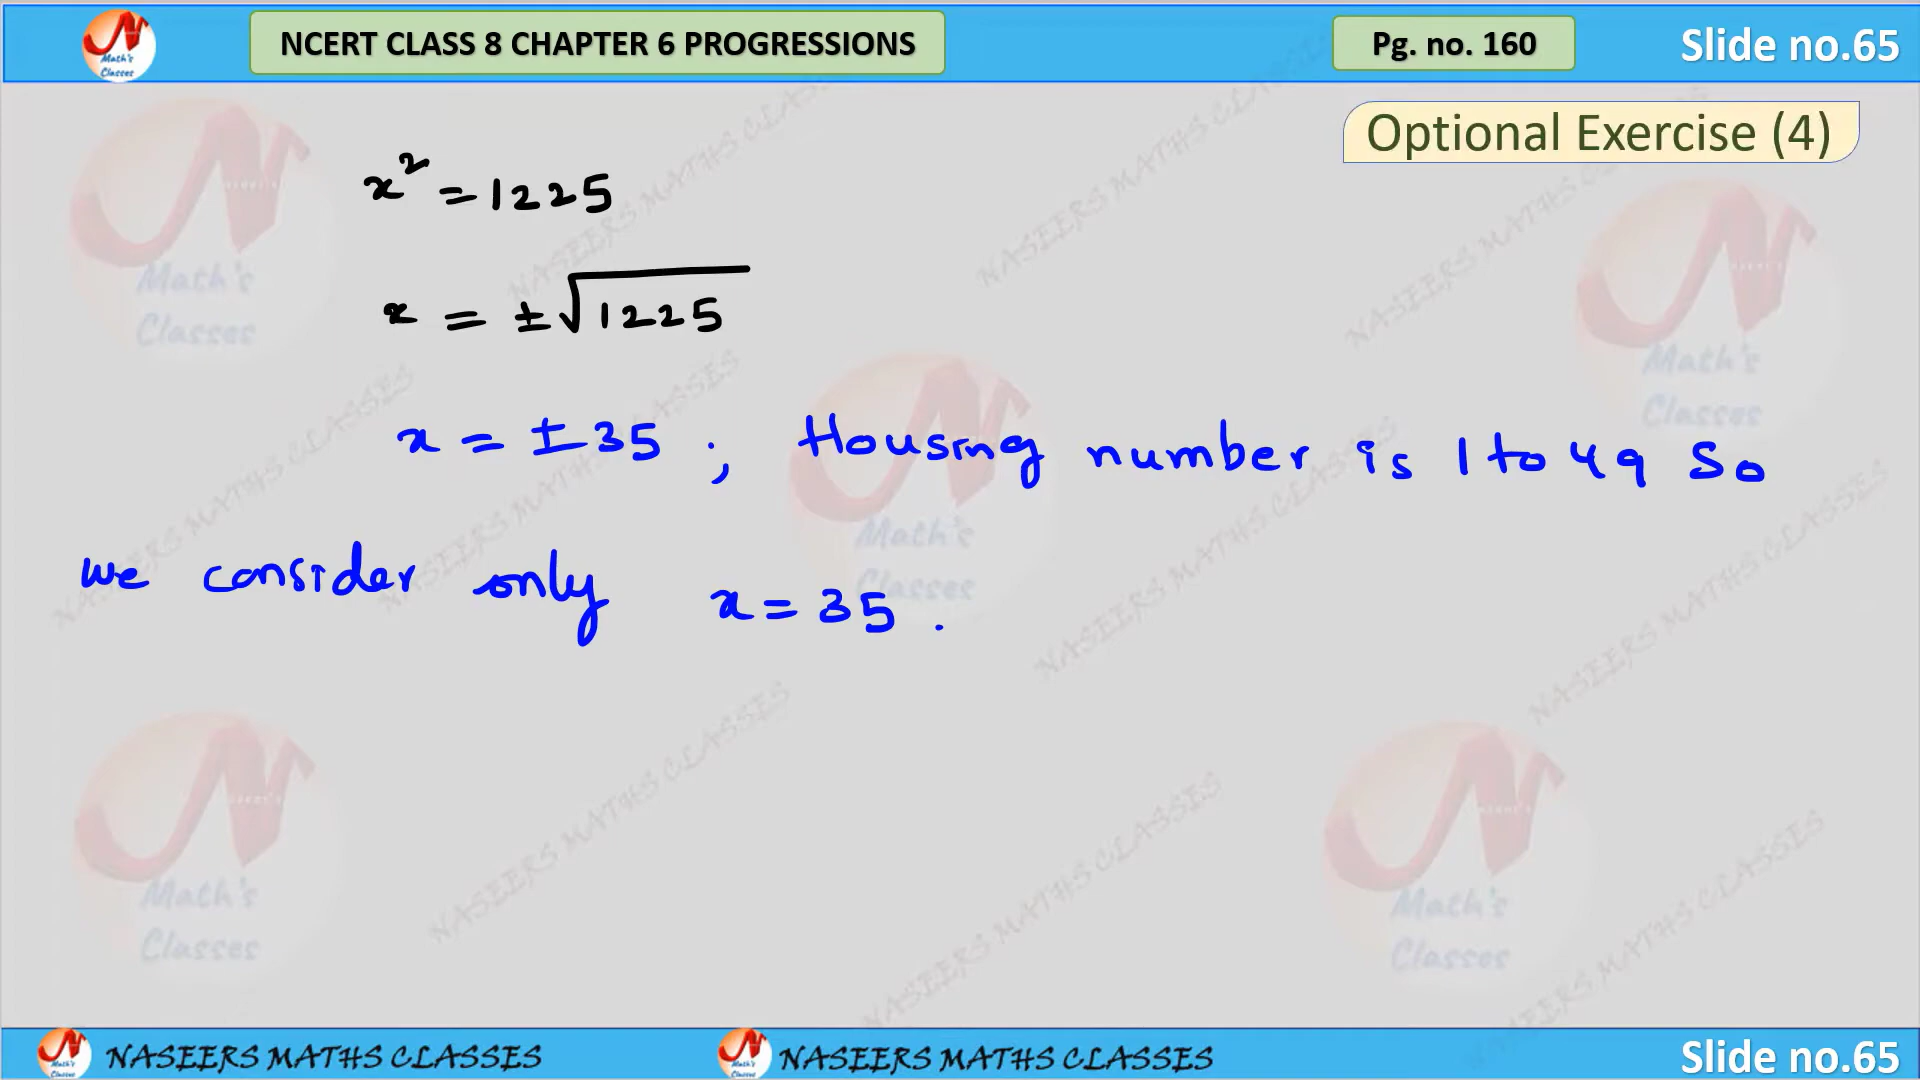 NCERT CLASS 8 CHAPTER 6 PROGRESSIONS
Pg. no. 160
Slide no.65
Math's
Classes
Optional Exercise (4)
x² = 1225
x = ±√1225
x = ±35 ; Housing number is 1 to 49 So
we consider only x = 35 .
NASEERS MATHS CLASSES
NASEERS MATHS CLASSES
Slide no.65